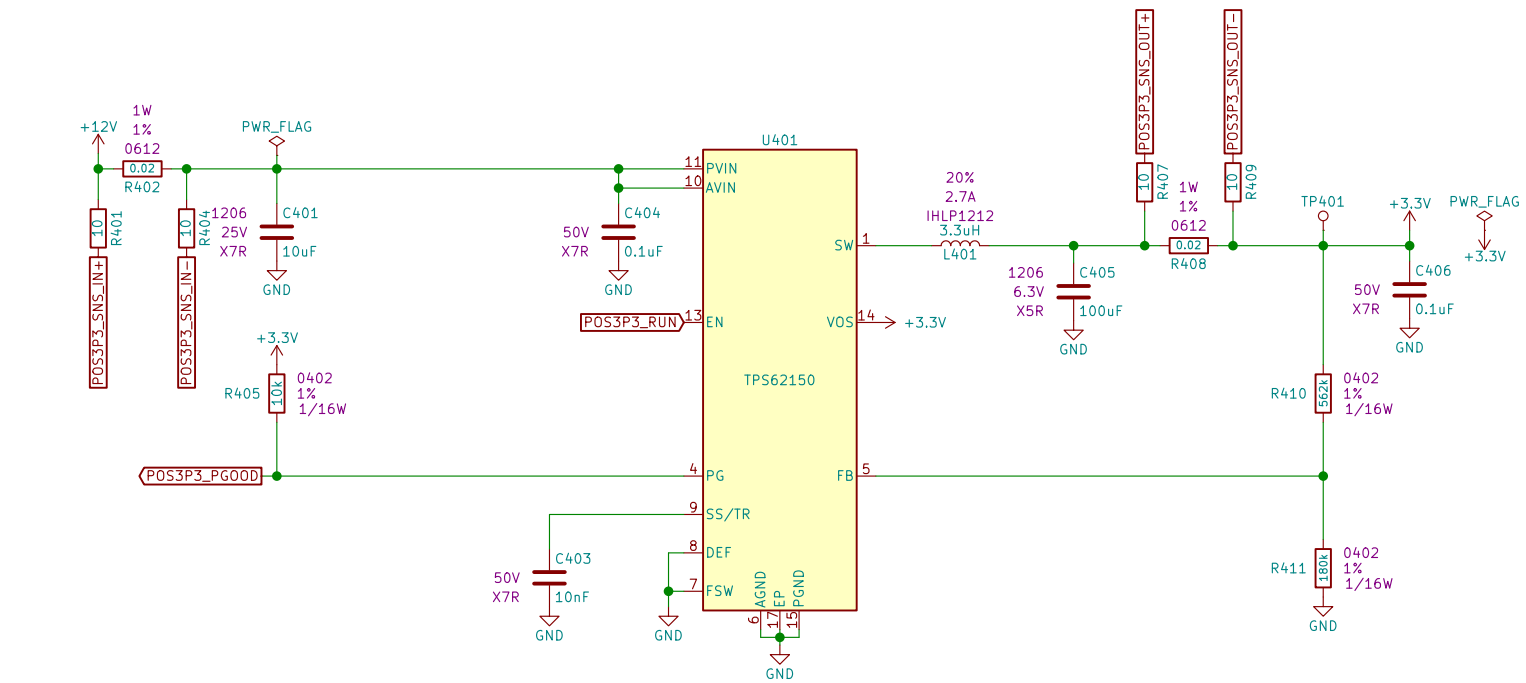 +12V
1W
1%
0612
0.02
R402
PWR_FLAG
10
R401
POS3P3_SNS_IN+
10
R404
POS3P3_SNS_IN-
1206
25V
X7R
C401
10uF
GND
50V
X7R
C404
0.1uF
GND
POS3P3_RUN
+3.3V
R405
10k
0402
1%
1/16W
POS3P3_PGOOD
50V
X7R
C403
10nF
GND
GND
U401
TPS62150
11
PVIN
10
AVIN
13
EN
4
PG
9
SS/TR
8
DEF
7
FSW
AGND
EP
PGND
6
17
15
GND
SW
1
VOS
14
+3.3V
FB
5
20%
2.7A
IHLP1212
3.3uH
L401
1206
6.3V
X5R
C405
100uF
GND
POS3P3_SNS_OUT+
10
R407
POS3P3_SNS_OUT-
10
R409
1W
1%
0612
0.02
R408
TP401
+3.3V
PWR_FLAG
+3.3V
50V
X7R
C406
0.1uF
GND
R410
562k
0402
1%
1/16W
R411
180k
0402
1%
1/16W
GND